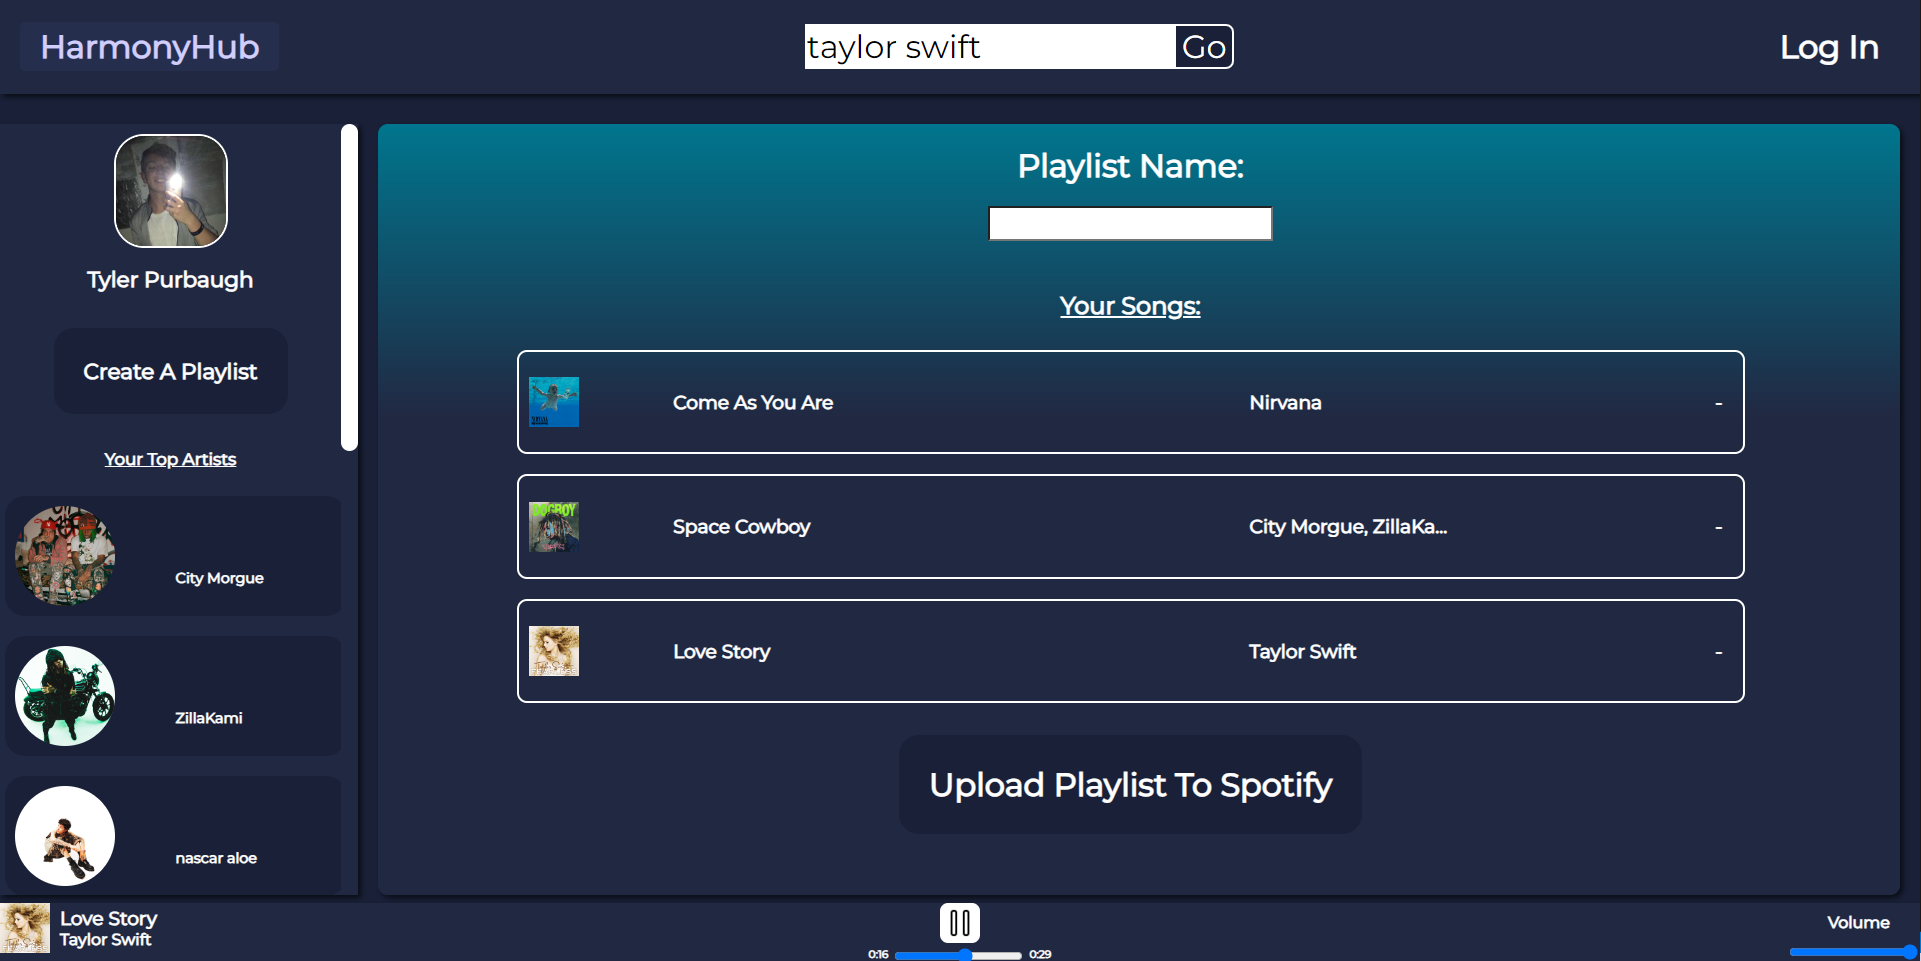 HarmonyHub
taylor swift
Go
Log In
Tyler Purbaugh
Create A Playlist
Your Top Artists
City Morgue
ZillaKami
nascar aloe
Playlist Name:
Your Songs:
Come As You Are
Nirvana
-
Space Cowboy
City Morgue, ZillaKa...
-
Love Story
Taylor Swift
-
Upload Playlist To Spotify
Love Story
Taylor Swift
0:16
0:29
Volume